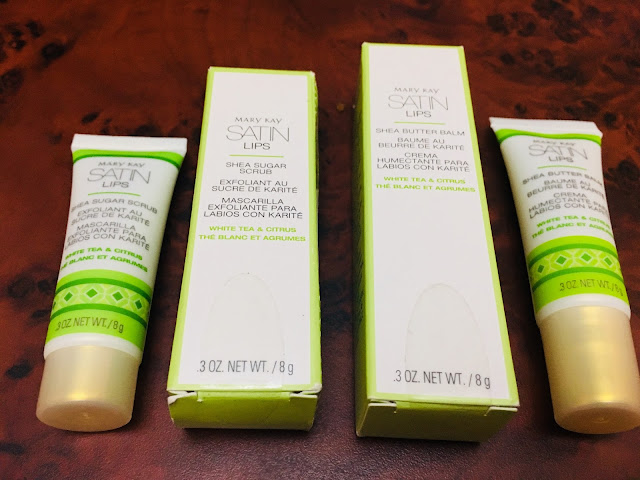 MARY KAY
SATIN
LIPS
SHEA SUGAR SCRUB
EXFOLIANT AU
SUCRE DE KARITÉ
MASCARILLA
EXFOLIANTE PARA
LABIOS CON KARITÉ
WHITE TEA & CITRUS
THÉ BLANC ET AGRUMES
.3 OZ. NET WT./8 g
MARY KAY
SATIN
LIPS
SHEA SUGAR
SCRUB
EXFOLIANT AU
SUCRE DE KARITÉ
MASCARILLA
EXFOLIANTE PARA
LABIOS CON KARITÉ
WHITE TEA & CITRUS
THÉ BLANC ET AGRUMES
.3 OZ. NET WT. / 8 g
MARY KAY
SATIN
LIPS
SHEA BUTTER BALM
BAUME AU
BEURRE DE KARITÉ
CREMA
HUMECTANTE PARA
LABIOS CON KARITÉ
WHITE TEA & CITRUS
THÉ BLANC ET AGRUMES
.3 OZ. NET WT. / 8 g
MARY KAY
SATIN
LIPS
SHEA BUTTER BALM
BAUME AU
BEURRE DE KARITÉ
CREMA
HUMECTANTE PARA
LABIOS CON KARITÉ
WHITE TEA & CITRUS
THÉ BLANC ET AGRUMES
.3 OZ. NET WT./8 g